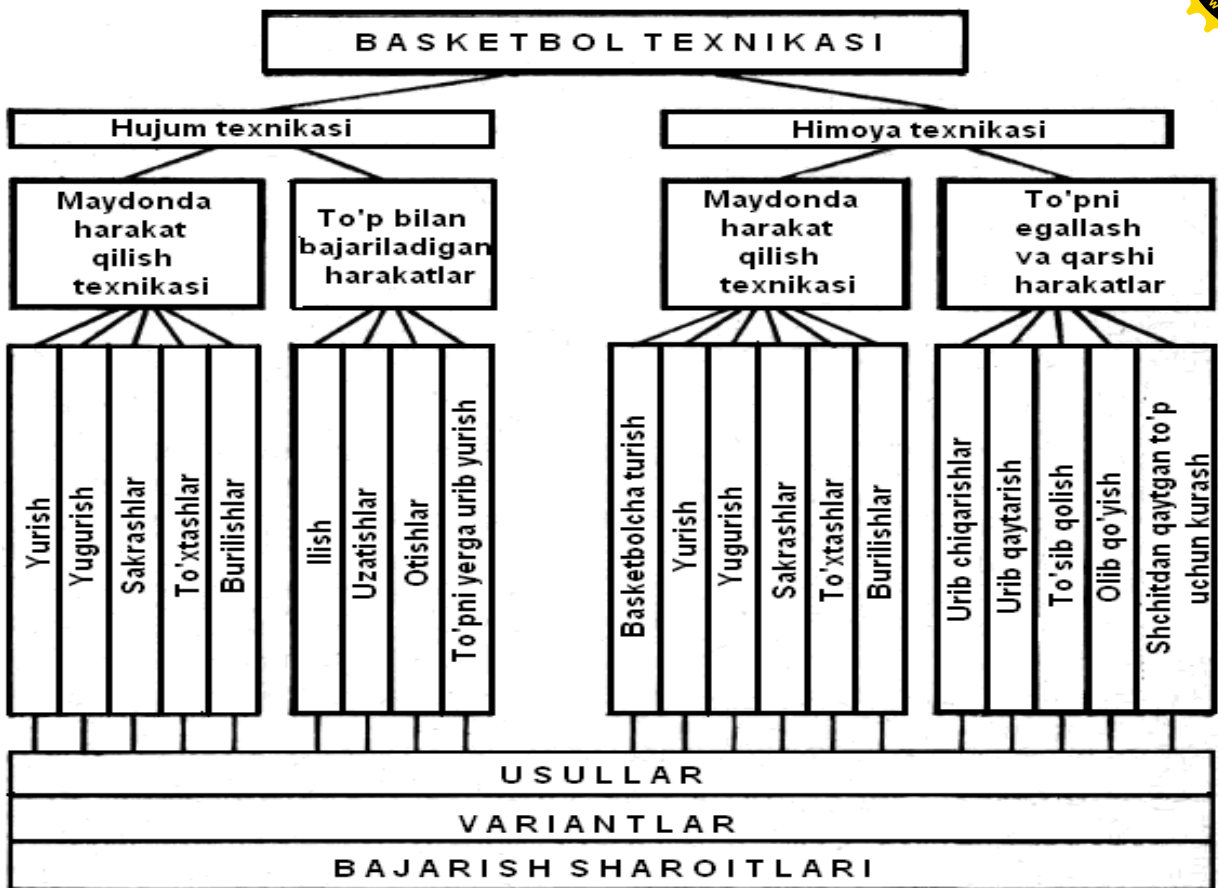 BASKETBOL TEXNIKASI
Hujum texnikasi
Himoya texnikasi
Maydonda
harakat
qilish
texnikasi
To'p bilan
bajariladigan
harakatlar
Maydonda
harakat
qilish
texnikasi
To'pni
egallash
va qarshi
harakatlar
Yurish
Yugurish
Sakrashlar
To'xtashlar
Burilishlar
Ilish
Uzatishlar
Otishlar
To'pni yerga urib yurish
Basketbolcha turish
Yurish
Yugurish
Sakrashlar
To'xtashlar
Burilishlar
Urib chiqarishlar
Urib qaytarish
To'sib qolish
Olib qo'yish
Shchitdan qaytgan to'p
uchun kurash
USULLAR
VARIANTLAR
BAJARISH SHAROITLARI